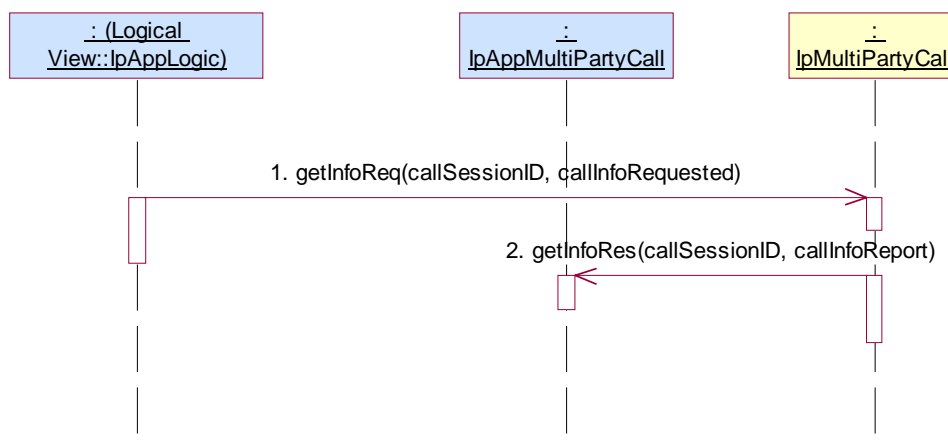 : (Logical
View::IpAppLogic)
:
IpAppMultiPartyCall
:
IpMultiPartyCall
1. getInfoReq(callSessionID, callInfoRequested)
2. getInfoRes(callSessionID, callInfoReport)